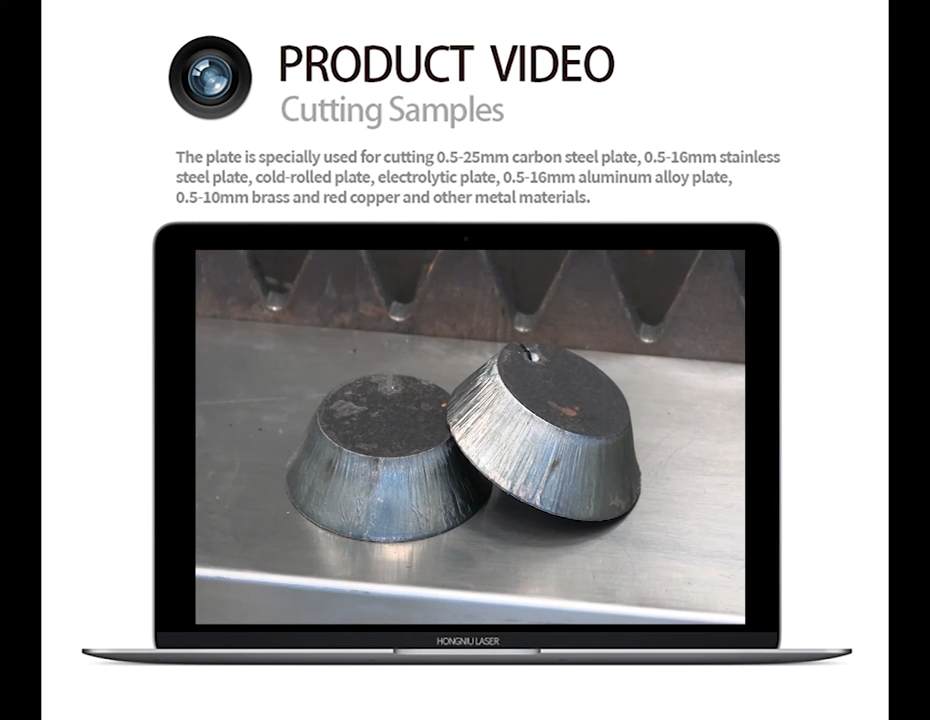 PRODUCT VIDEO
Cutting Samples
The plate is specially used for cutting 0.5-25mm carbon steel plate, 0.5-16mm stainless
steel plate, cold-rolled plate, electrolytic plate, 0.5-16mm aluminum alloy plate,
0.5-10mm brass and red copper and other metal materials.
HONGNIU LASER